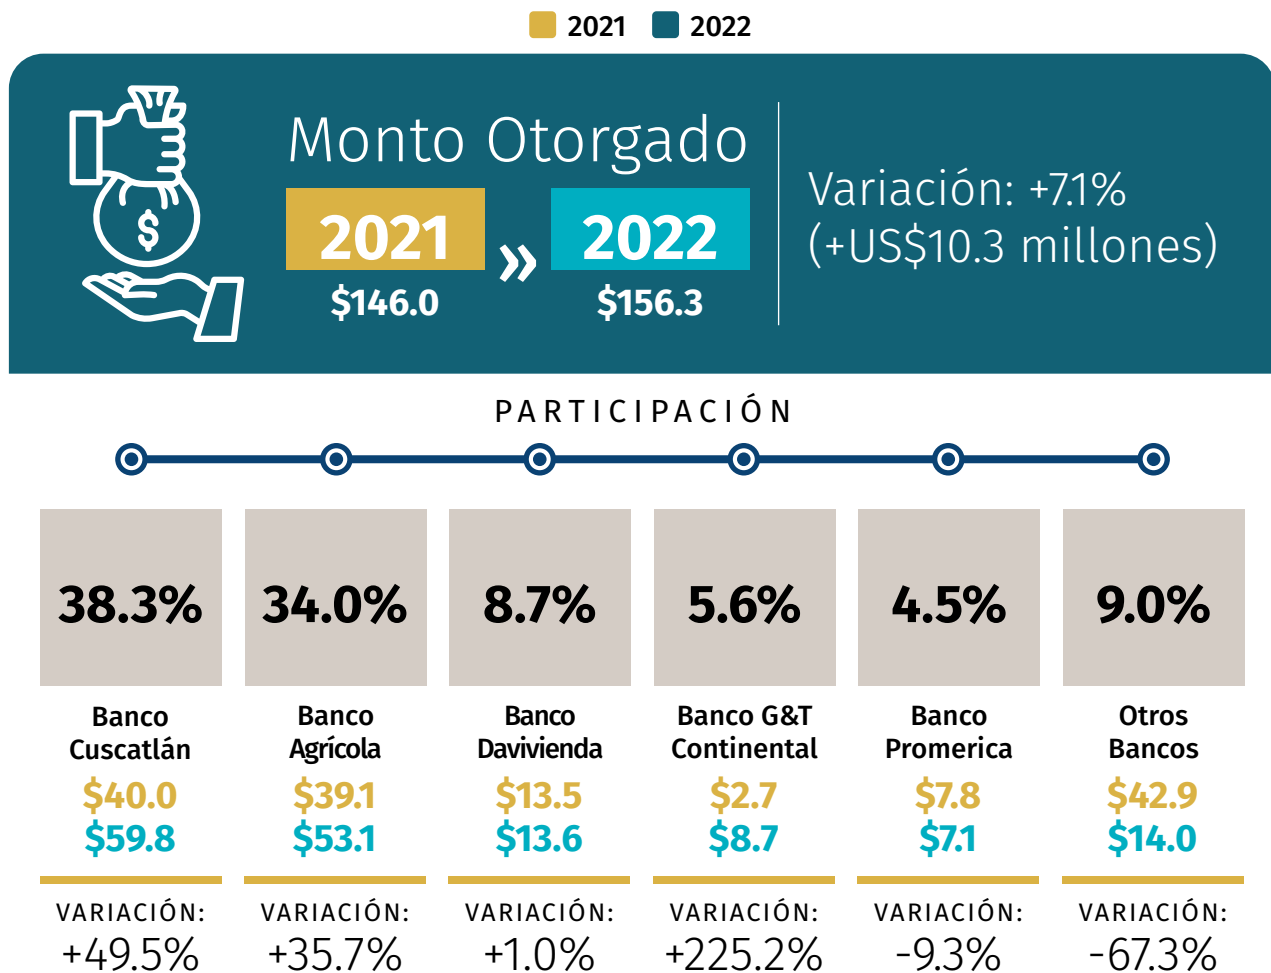 2021 2022
Monto Otorgado
2021 » 2022
$146.0 $156.3
Variación: +7.1%
(+US$10.3 millones)
$
PARTICIPACIÓN
38.3% 34.0% 8.7% 5.6% 4.5% 9.0%
Banco Banco Banco Banco G&T Banco Otros
Cuscatlán Agrícola Davivienda Continental Promerica Bancos
$40.0 $39.1 $13.5 $2.7 $7.8 $42.9
$59.8 $53.1 $13.6 $8.7 $7.1 $14.0
VARIACIÓN: VARIACIÓN: VARIACIÓN: VARIACIÓN: VARIACIÓN: VARIACIÓN:
+49.5% +35.7% +1.0% +225.2% -9.3% -67.3%